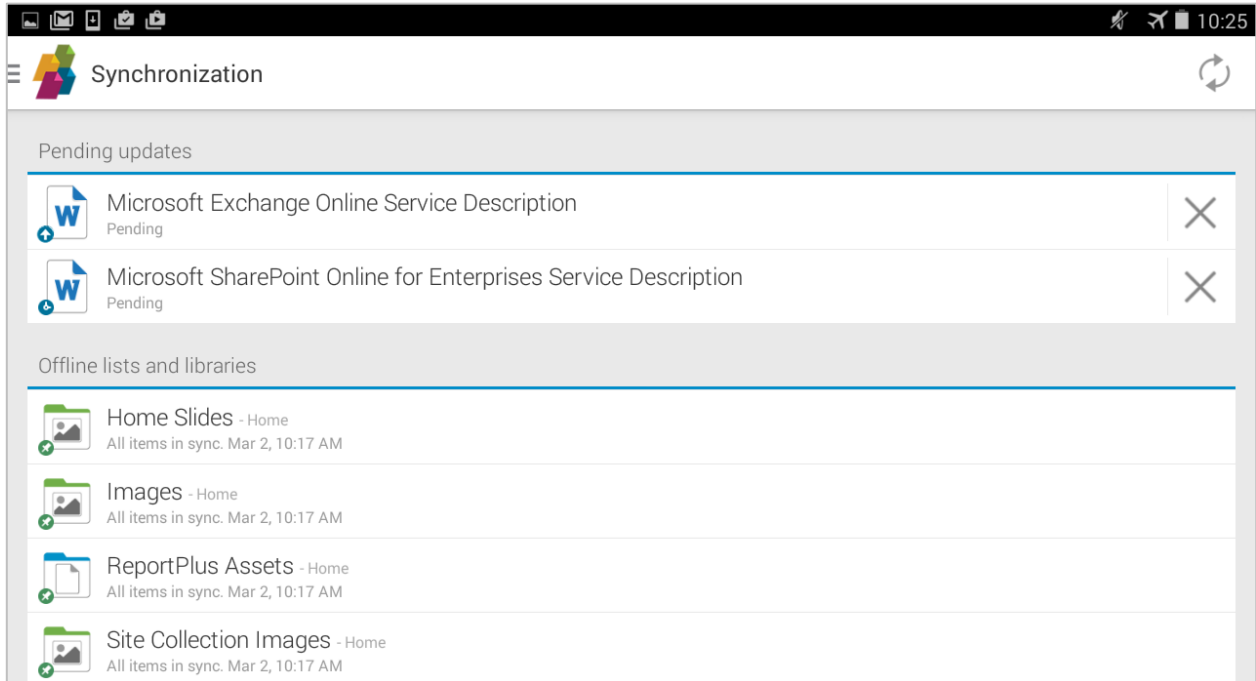 10:25
Synchronization
Pending updates
Microsoft Exchange Online Service Description
Pending
Microsoft SharePoint Online for Enterprises Service Description
Pending
Offline lists and libraries
Home Slides - Home
All items in sync. Mar 2, 10:17 AM
Images - Home
All items in sync. Mar 2, 10:17 AM
ReportPlus Assets - Home
All items in sync. Mar 2, 10:17 AM
Site Collection Images - Home
All items in sync. Mar 2, 10:17 AM